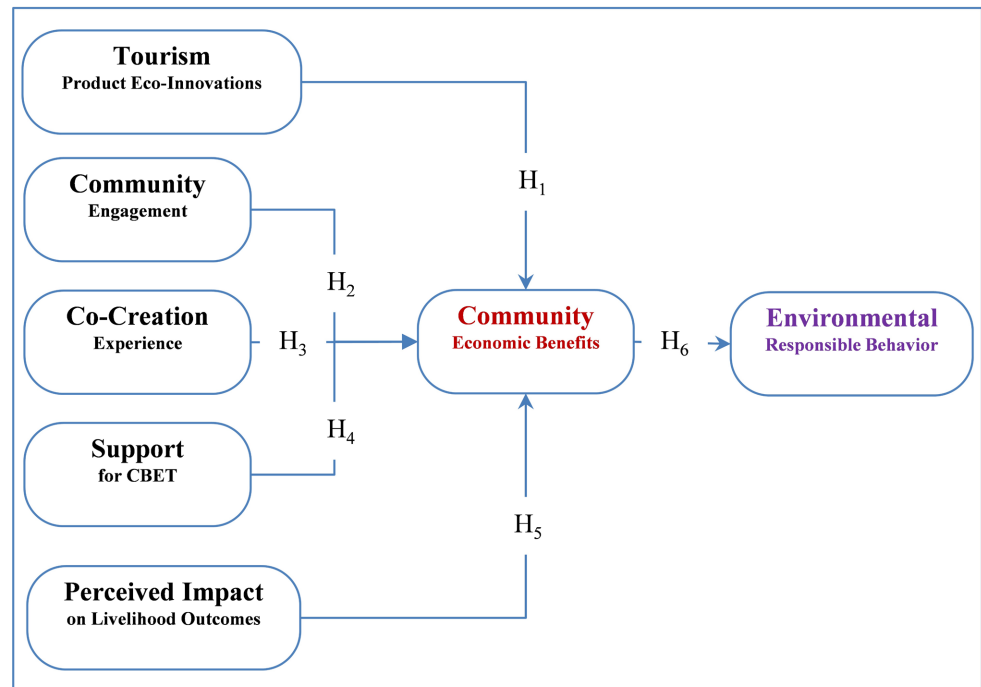 Tourism
Product Eco-Innovations
H₁
Community
Engagement
H₂
Co-Creation
Experience
H₃
Community
Economic Benefits
H₆
Environmental
Responsible Behavior
H₄
Support
for CBET
H₅
Perceived Impact
on Livelihood Outcomes